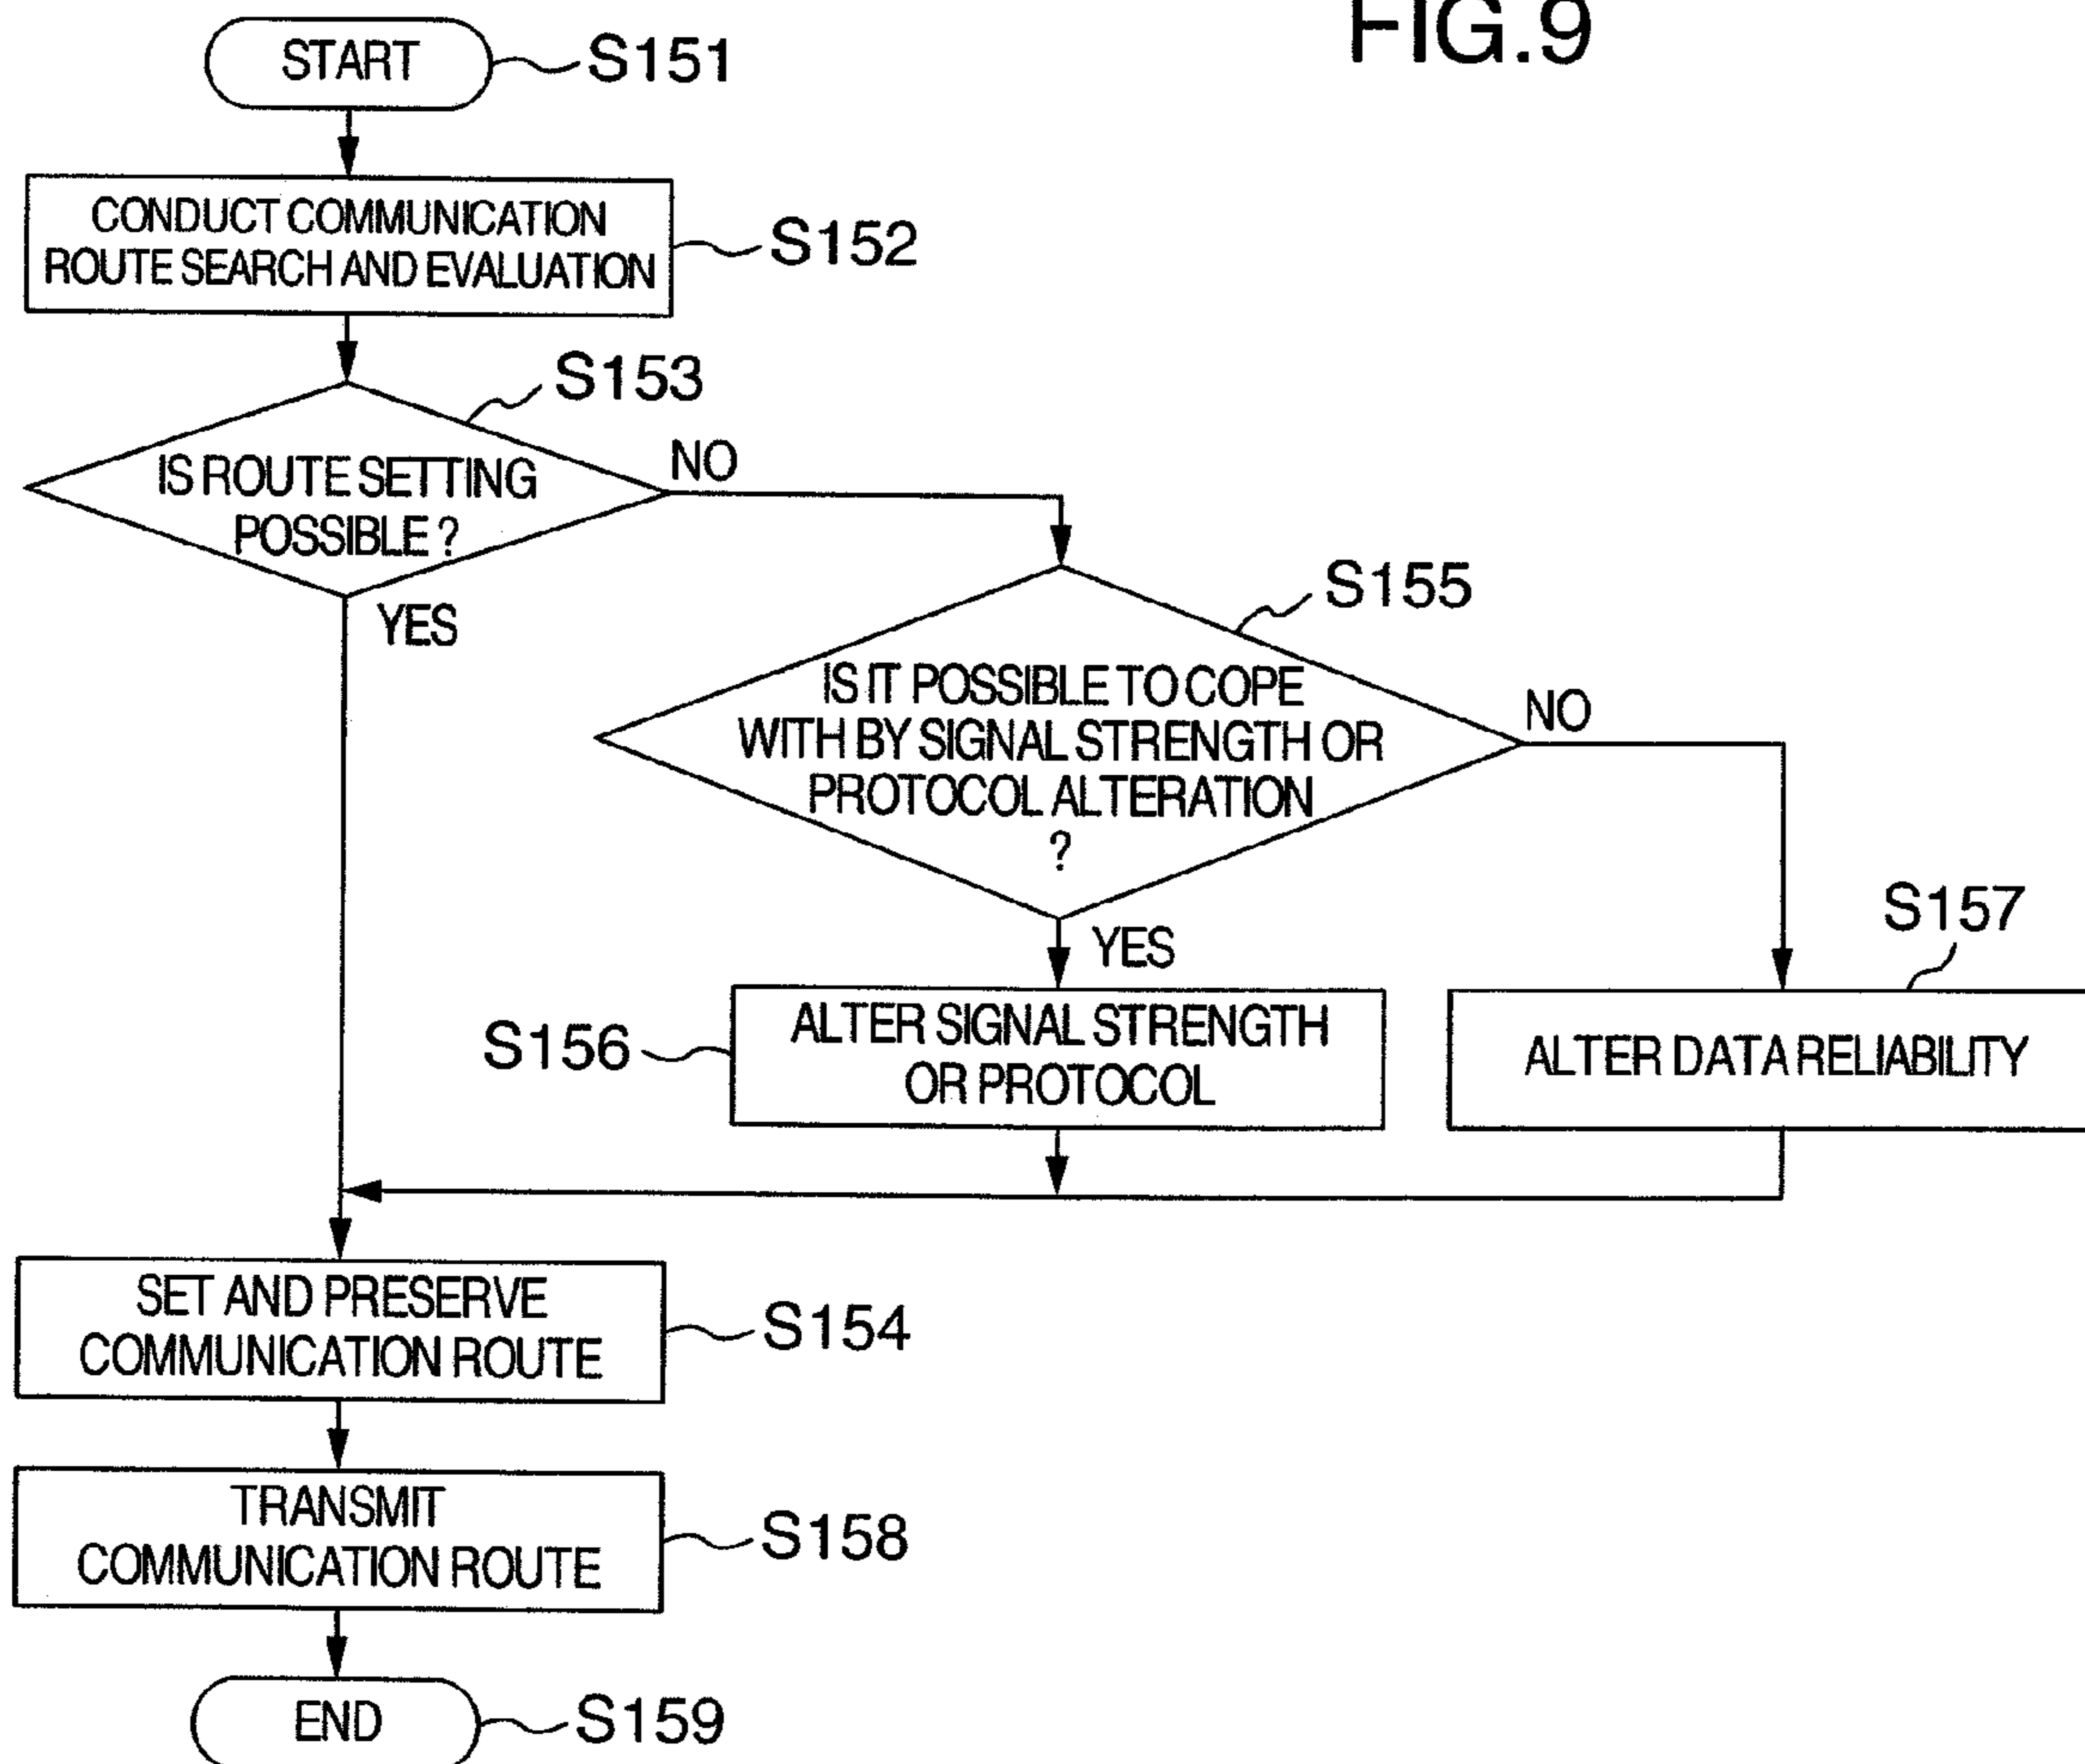 FIG.9
START
S151
CONDUCT COMMUNICATION
ROUTE SEARCH AND EVALUATION
S152
S153
IS ROUTE SETTING
POSSIBLE ?
NO
YES
S155
IS IT POSSIBLE TO COPE
WITH BY SIGNAL STRENGTH OR
PROTOCOL ALTERATION
?
NO
YES
S156
ALTER SIGNAL STRENGTH
OR PROTOCOL
S157
ALTER DATA RELIABILITY
SET AND PRESERVE
COMMUNICATION ROUTE
S154
TRANSMIT
COMMUNICATION ROUTE
S158
END
S159